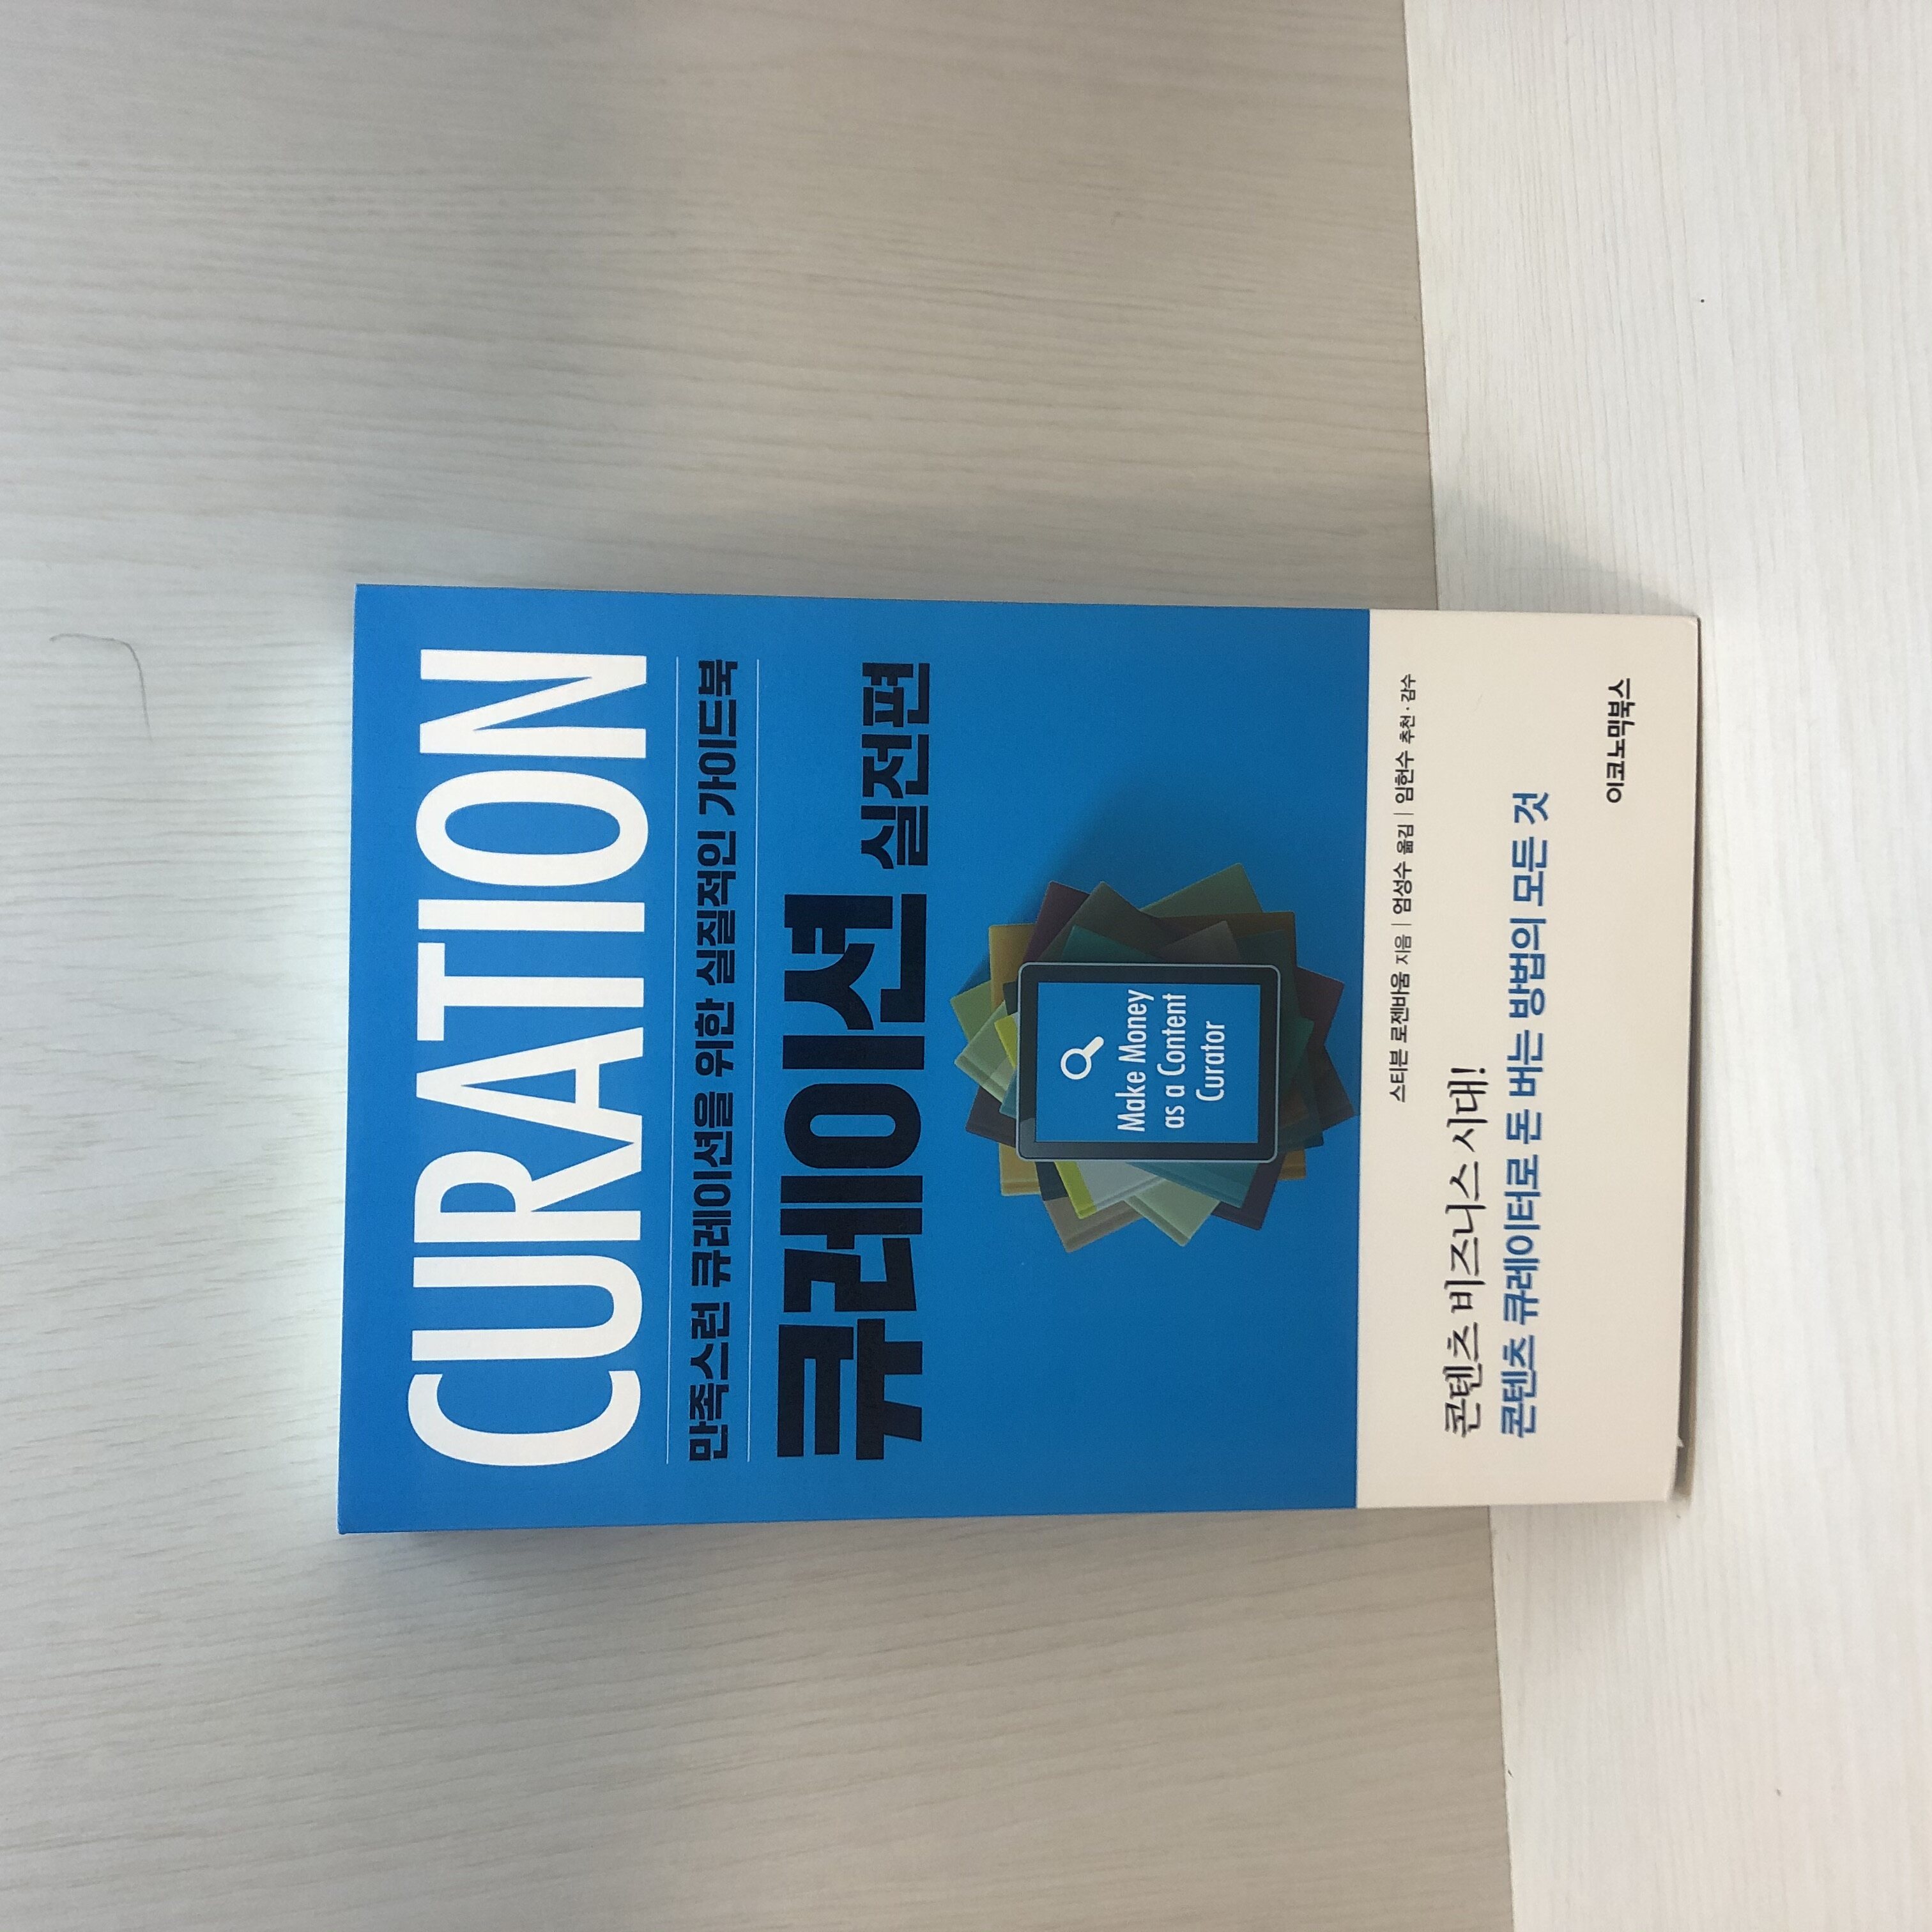 CURATION
만족스런 큐레이션을 위한 실질적인 가이드북
큐레이션 실전편
Make Money
as a Content
Curator
스티븐 로젠바움 지음 | 엄성수 옮김 | 임헌수 추천·감수
콘텐츠 비즈니스 시대!
콘텐츠 큐레이터로 돈 버는 방법의 모든 것
이코노믹북스